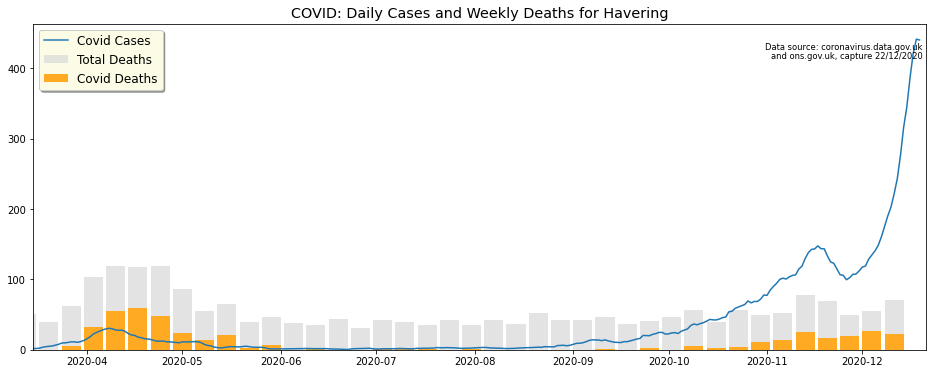 COVID: Daily Cases and Weekly Deaths for Havering
Covid Cases
Total Deaths
Covid Deaths
Data source: coronavirus.data.gov.uk
and ons.gov.uk, capture 22/12/2020
400
300
200
100
0
2020-04
2020-05
2020-06
2020-07
2020-08
2020-09
2020-10
2020-11
2020-12